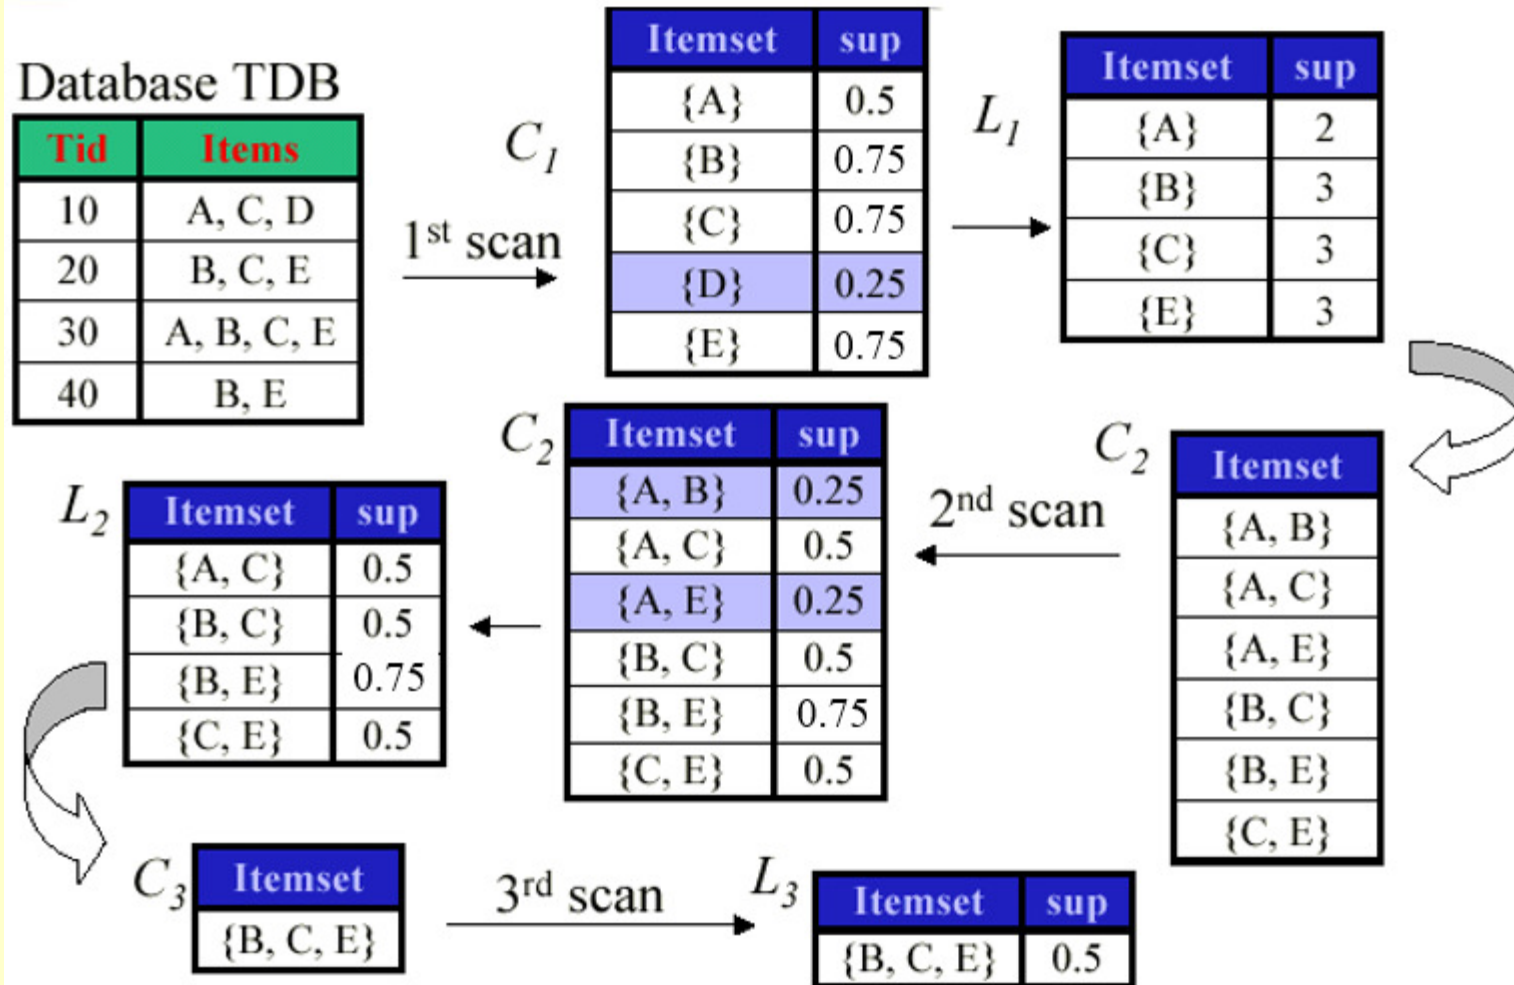 Database TDB
Tid Items
10 A, C, D
20 B, C, E
30 A, B, C, E
40 B, E
1st scan
C1
Itemset sup
{A} 0.5
{B} 0.75
{C} 0.75
{D} 0.25
{E} 0.75
L1
Itemset sup
{A} 2
{B} 3
{C} 3
{E} 3
C2
Itemset
{A, B}
{A, C}
{A, E}
{B, C}
{B, E}
{C, E}
2nd scan
C2
Itemset sup
{A, B} 0.25
{A, C} 0.5
{A, E} 0.25
{B, C} 0.5
{B, E} 0.75
{C, E} 0.5
L2
Itemset sup
{A, C} 0.5
{B, C} 0.5
{B, E} 0.75
{C, E} 0.5
C3
Itemset
{B, C, E}
3rd scan
L3
Itemset sup
{B, C, E} 0.5